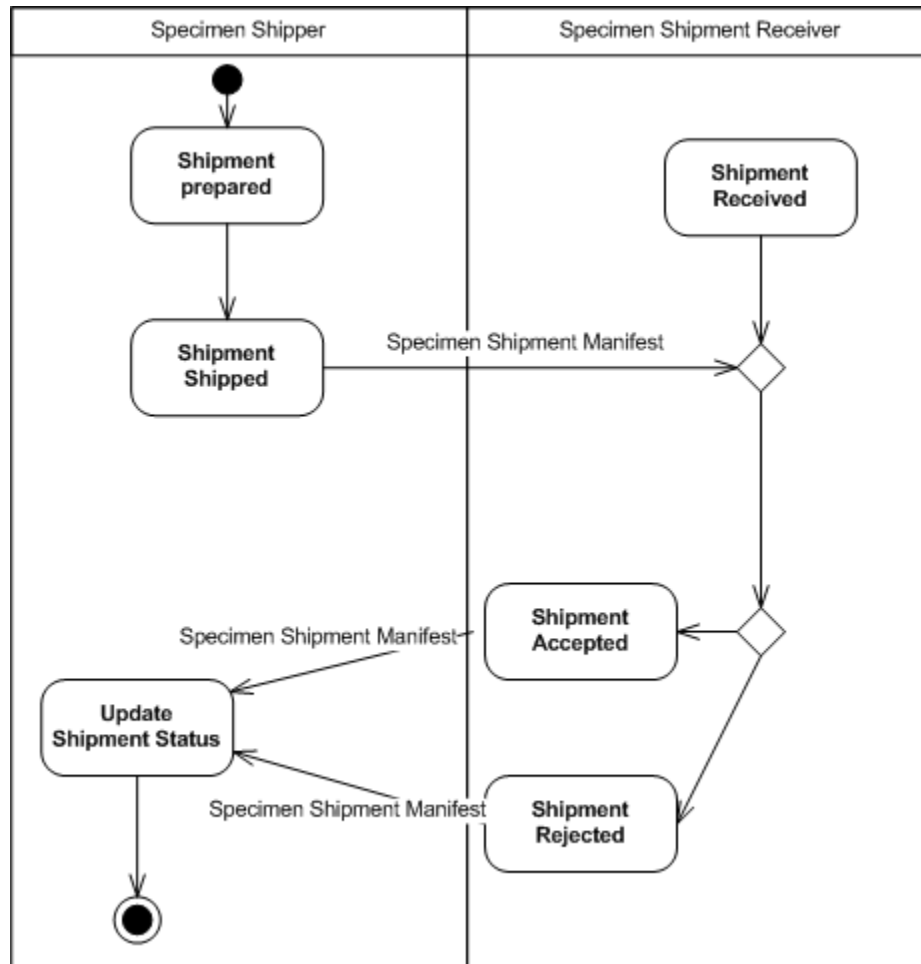 Specimen Shipper
Specimen Shipment Receiver
Shipment
prepared
Shipment
Received
Specimen Shipment Manifest
Shipment
Shipped
Shipment
Accepted
Specimen Shipment Manifest
Update
Shipment Status
Specimen Shipment Manifest
Shipment
Rejected